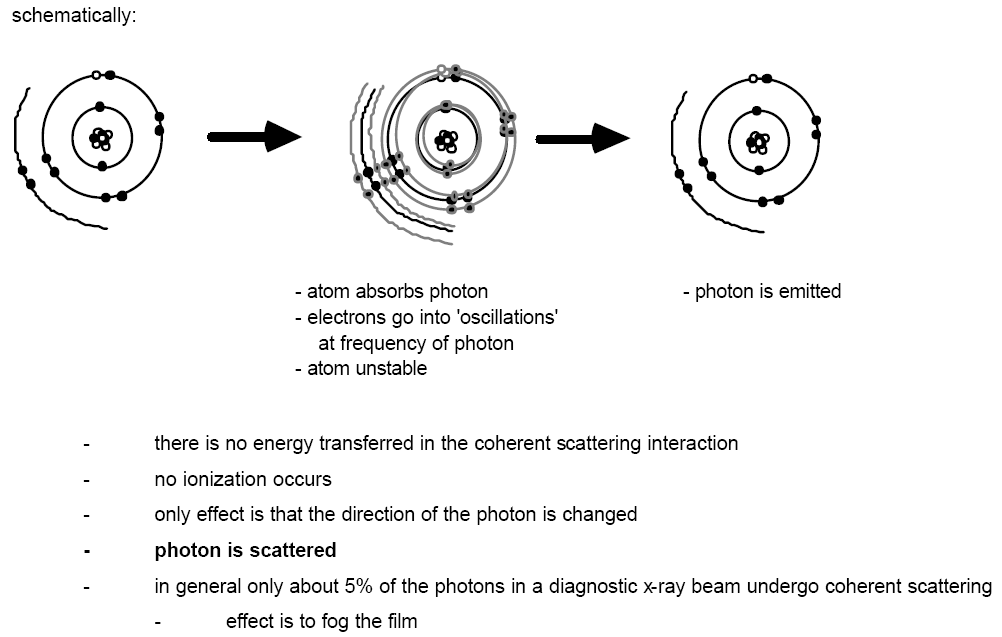 schematically:
- atom absorbs photon
- electrons go into 'oscillations'
at frequency of photon
- atom unstable
- photon is emitted
- there is no energy transferred in the coherent scattering interaction
- no ionization occurs
- only effect is that the direction of the photon is changed
- photon is scattered
- in general only about 5% of the photons in a diagnostic x-ray beam undergo coherent scattering
- effect is to fog the film